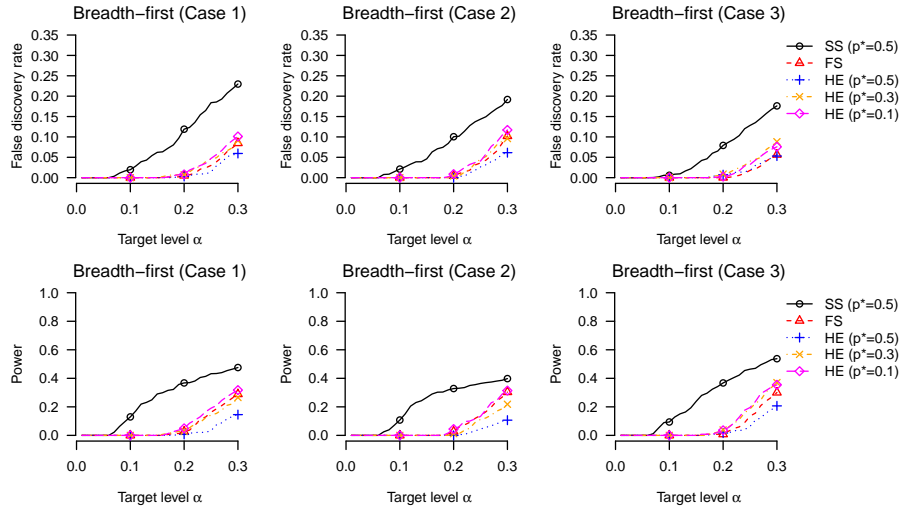 Breadth−first (Case 1)
False discovery rate
0.35
0.30
0.25
0.20
0.15
0.10
0.05
0.00
0.0 0.1 0.2 0.3
Target level α
Breadth−first (Case 2)
False discovery rate
0.35
0.30
0.25
0.20
0.15
0.10
0.05
0.00
0.0 0.1 0.2 0.3
Target level α
Breadth−first (Case 3)
False discovery rate
0.35
0.30
0.25
0.20
0.15
0.10
0.05
0.00
0.0 0.1 0.2 0.3
Target level α
SS (p*=0.5)
FS
HE (p*=0.5)
HE (p*=0.3)
HE (p*=0.1)
Breadth−first (Case 1)
Power
1.0
0.8
0.6
0.4
0.2
0.0
0.0 0.1 0.2 0.3
Target level α
Breadth−first (Case 2)
Power
1.0
0.8
0.6
0.4
0.2
0.0
0.0 0.1 0.2 0.3
Target level α
Breadth−first (Case 3)
Power
1.0
0.8
0.6
0.4
0.2
0.0
0.0 0.1 0.2 0.3
Target level α
SS (p*=0.5)
FS
HE (p*=0.5)
HE (p*=0.3)
HE (p*=0.1)